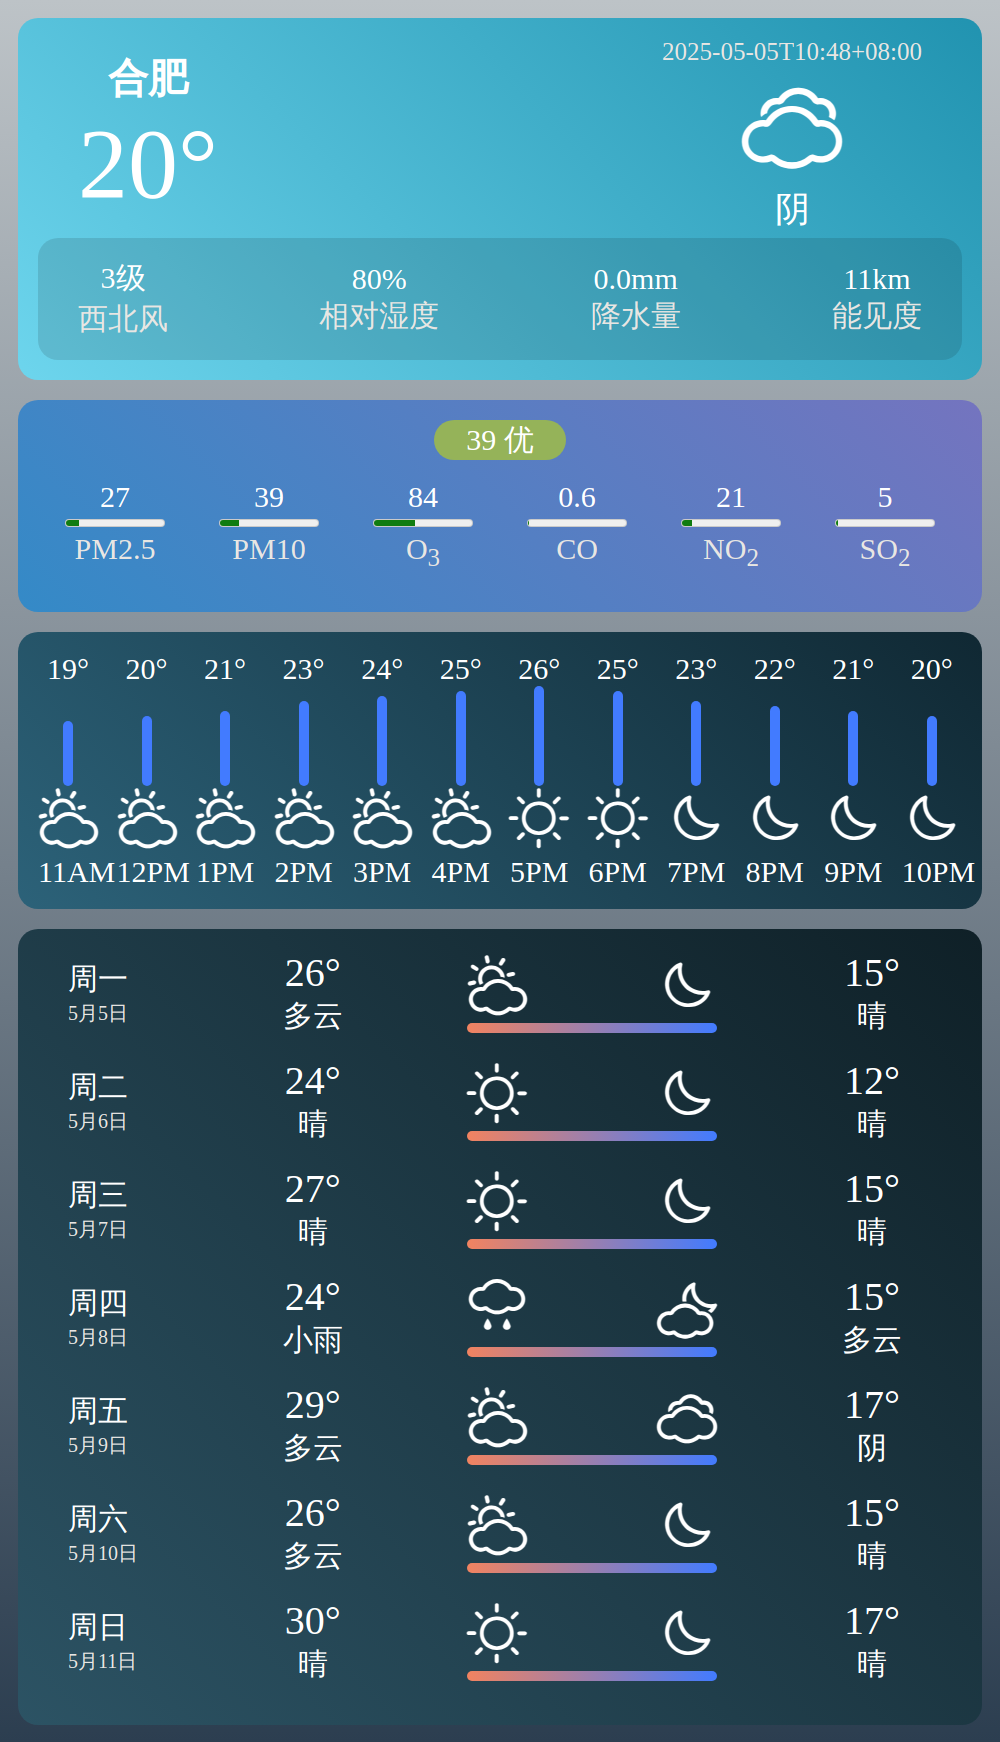 合肥
2025-05-05T10:48+08:00
20°
阴
3级 80% 0.0mm 11km
西北风 相对湿度 降水量 能见度
39 优
27 39 84 0.6 21 5
PM2.5 PM10 O3 CO NO2 SO2
19° 20° 21° 23° 24° 25° 26° 25° 23° 22° 21° 20°
11AM 12PM 1PM 2PM 3PM 4PM 5PM 6PM 7PM 8PM 9PM 10PM
周一 26° 15°
5月5日 多云 晴
周二 24° 12°
5月6日 晴 晴
周三 27° 15°
5月7日 晴 晴
周四 24° 15°
5月8日 小雨 多云
周五 29° 17°
5月9日 多云 阴
周六 26° 15°
5月10日 多云 晴
周日 30° 17°
5月11日 晴 晴